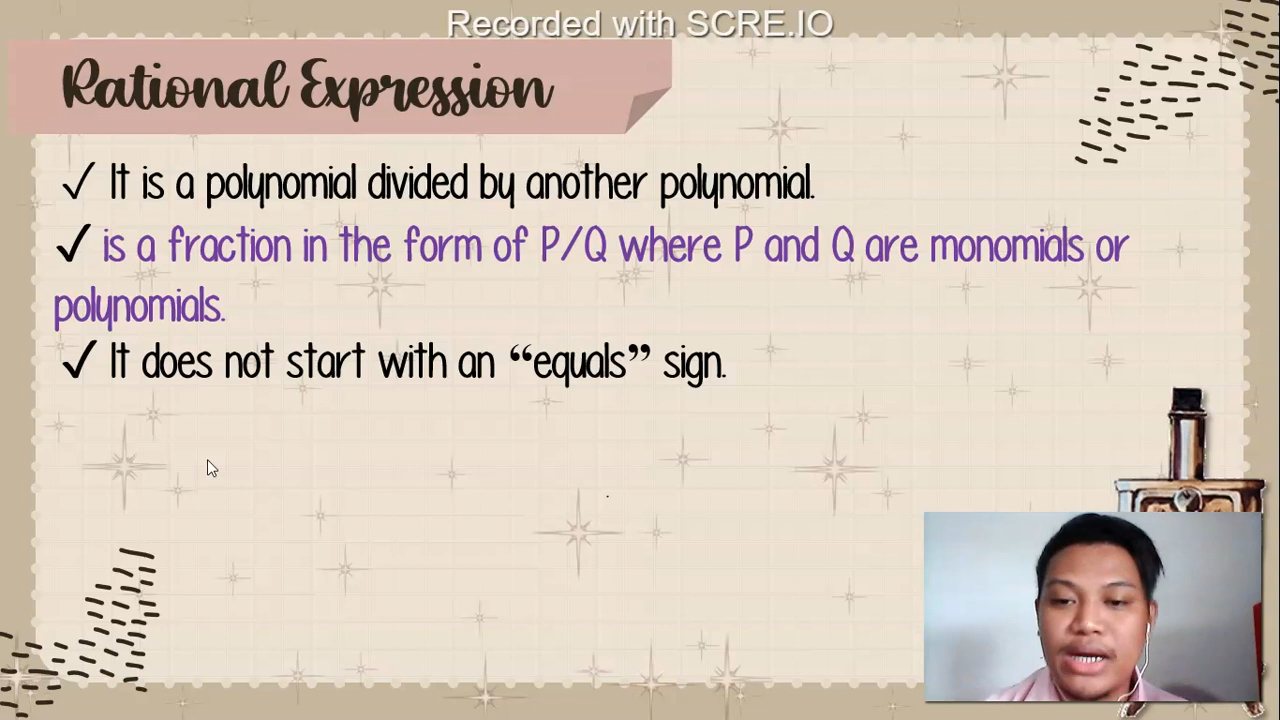 Recorded with SCRE.IO
Rational Expression
✓ It is a polynomial divided by another polynomial.
✓ is a fraction in the form of P/Q where P and Q are monomials or
polynomials.
✓ It does not start with an “equals” sign.